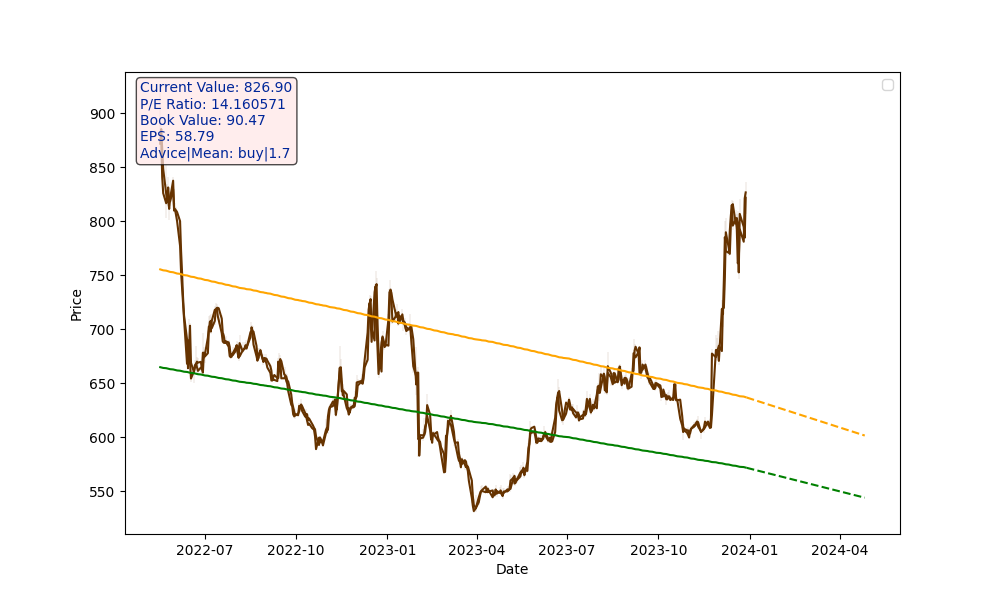 Current Value: 826.90
P/E Ratio: 14.160571
Book Value: 90.47
EPS: 58.79
Advice|Mean: buy|1.7
900
850
800
750
700
650
600
550
Price
2022-07 2022-10 2023-01 2023-04 2023-07 2023-10 2024-01 2024-04
Date